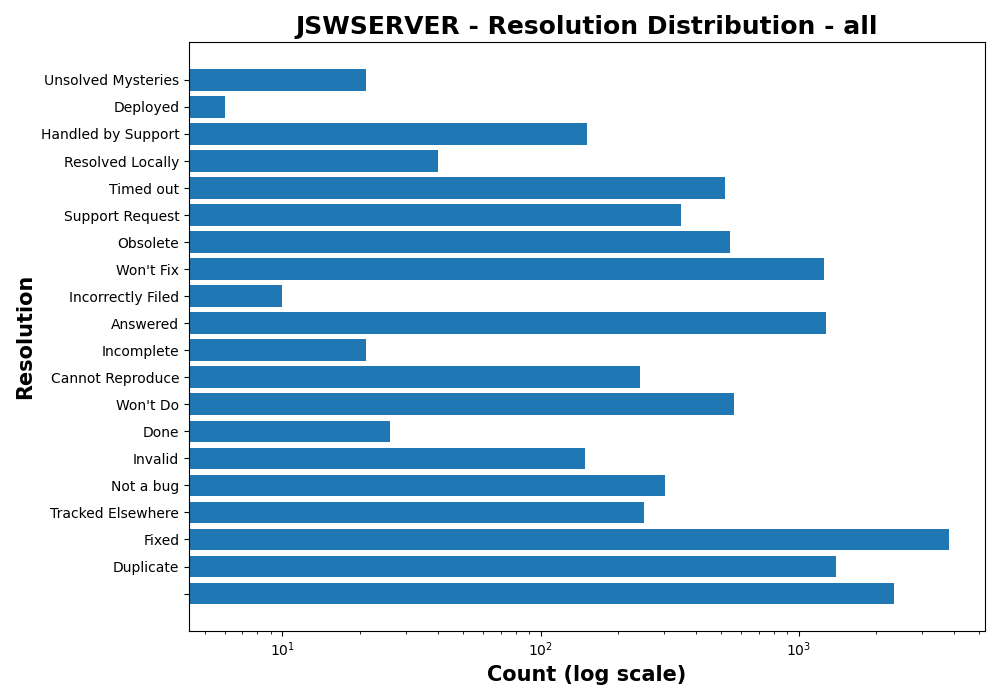 JSWSERVER - Resolution Distribution - all
Resolution
Unsolved Mysteries
Deployed
Handled by Support
Resolved Locally
Timed out
Support Request
Obsolete
Won't Fix
Incorrectly Filed
Answered
Incomplete
Cannot Reproduce
Won't Do
Done
Invalid
Not a bug
Tracked Elsewhere
Fixed
Duplicate
10¹ 10² 10³
Count (log scale)